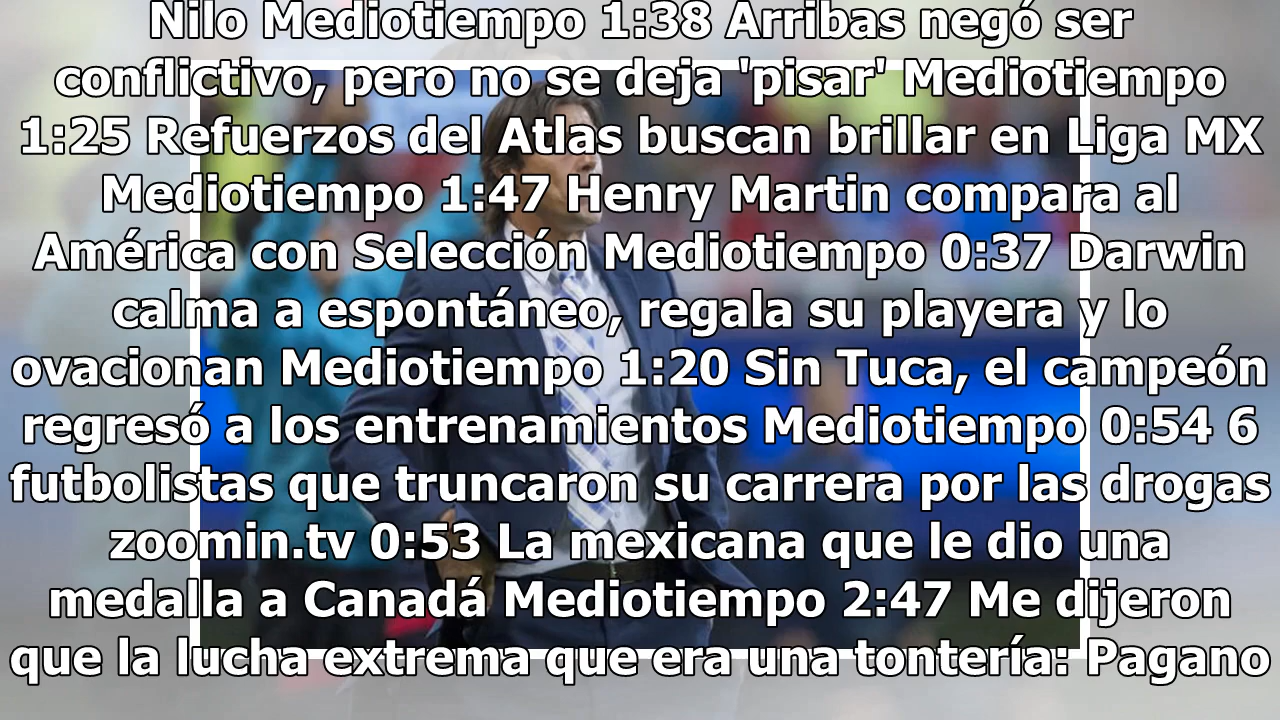 Nilo Mediotiempo 1:38 Arribas negó ser
conflictivo, pero no se deja 'pisar' Mediotiempo
1:25 Refuerzos del Atlas buscan brillar en Liga MX
Mediotiempo 1:47 Henry Martin compara al
América con Selección Mediotiempo 0:37 Darwin
calma a espontáneo, regala su playera y lo
ovacionan Mediotiempo 1:20 Sin Tuca, el campeón
regresó a los entrenamientos Mediotiempo 0:54 6
futbolistas que truncaron su carrera por las drogas
zoomin.tv 0:53 La mexicana que le dio una
medalla a Canadá Mediotiempo 2:47 Me dijeron
que la lucha extrema que era una tontería: Pagano